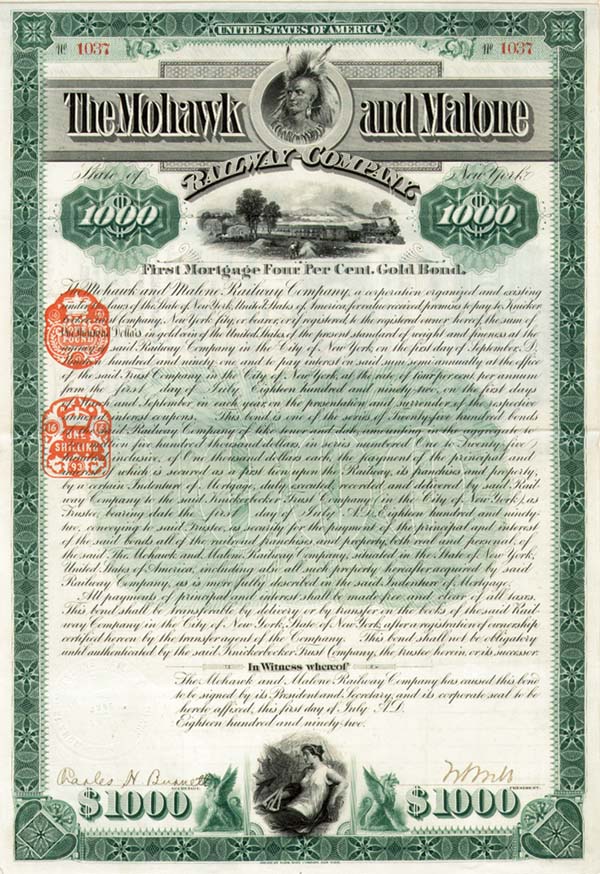 UNITED STATES OF AMERICA
№ 1037
№ 1037
The Mohawk and Malone
RAILWAY COMPANY
State of
New York
$1000
$1000
First Mortgage Four Per Cent. Gold Bond.
The Mohawk and Malone Railway Company, a corporation organized and existing
under the laws of the State of New York, United States of America, for value received promises to pay to Knicker
Trust Company, New York City, or bearer, or if registered to the registered owner hereof, the sum of
One Thousand Dollars in gold coin of the United States, of the present standard of weight and fineness at the
agency of said Railway Company in the City of New York on the first day of September A.D.
hundred and ninety one and to pay interest on said sum semi annually at the office
of the said Trust Company in the City of New York, at the rate of four percent per annum
from the first day of July Eighteen hundred and ninety two, on the first days
of March and September in each year, on the presentation and surrender of the respective
interest coupons. This bond is one of the series of Twenty five hundred bonds
of said Railway Company
hundred thousand dollars, in series numbered Twenty five
hundred inclusive, of One thousand dollars each, the payment of the principal and
interest of which is secured as a first lien upon the Railway, its franchises and property,
by a certain Indenture of Mortgage duly executed recorded and delivered by said Rail
way company to the said Knickerbocker Trust Company (in the City of New York) as
Trustee, bearing date the first day of July A.D. Eighteen hundred and ninety
two, conveying to said Trustee, as security for the payment of the principal and interest
of the said bonds all of the railroad, franchises and property, both real and personal, of
the said The Mohawk and Malone Railway Company, situated in the State of New York,
United States of America, including all such property hereafter acquired by said
Railway Company, as is more fully described in the said Indenture of Mortgage.
All payments of principal and interest shall be made free and clear of all taxes.
This bond shall be transferable by delivery or by transfer on the books of the said Rail
way Company in the City of New York, State of New York, after a registration of ownership
certified hereon by the transfer agent of the Company. This bond shall not be obligatory
until authenticated by the said Knickerbocker Trust Company, the trustee herein, or its successor.
POUND
16
ONE
SHILLING
93
In Witness whereof
The Mohawk and Malone Railway Company has caused this bond
to be signed by its President and Secretary, and its corporate seal to be
hereto affixed, this first day of July A.D.
Eighteen hundred and ninety two.
Charles H. Burnett
SECRETARY.
PRESIDENT.
$1000
$1000